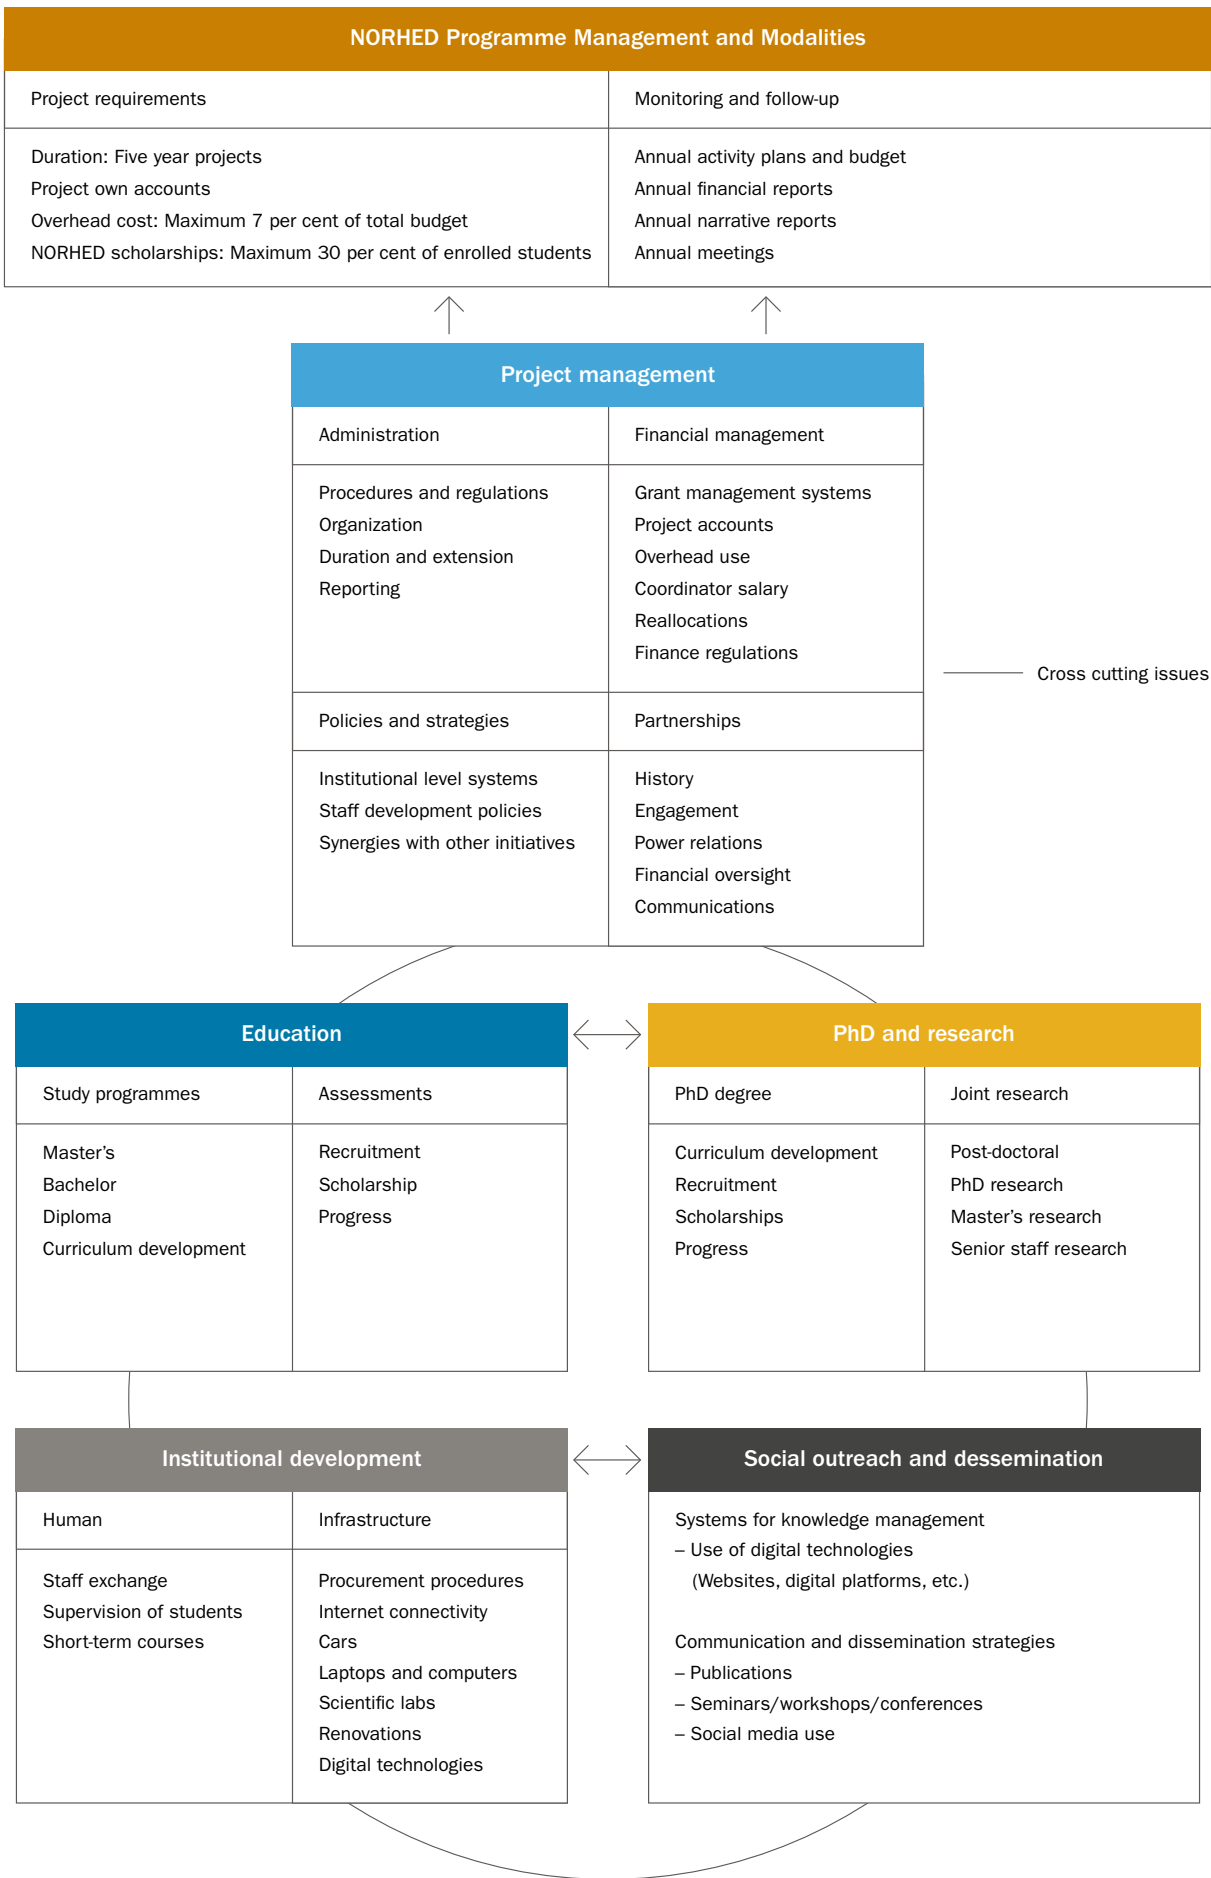 NORHED Programme Management and Modalities
Project requirements
Duration: Five year projects
Project own accounts
Overhead cost: Maximum 7 per cent of total budget
NORHED scholarships: Maximum 30 per cent of enrolled students
Monitoring and follow-up
Annual activity plans and budget
Annual financial reports
Annual narrative reports
Annual meetings
Project management
Administration
Procedures and regulations
Organization
Duration and extension
Reporting
Financial management
Grant management systems
Project accounts
Overhead use
Coordinator salary
Reallocations
Finance regulations
Cross cutting issues
Policies and strategies
Institutional level systems
Staff development policies
Synergies with other initiatives
Partnerships
History
Engagement
Power relations
Financial oversight
Communications
Education
Study programmes
Master’s
Bachelor
Diploma
Curriculum development
Assessments
Recruitment
Scholarship
Progress
PhD and research
PhD degree
Curriculum development
Recruitment
Scholarships
Progress
Joint research
Post-doctoral
PhD research
Master’s research
Senior staff research
Institutional development
Human
Staff exchange
Supervision of students
Short-term courses
Infrastructure
Procurement procedures
Internet connectivity
Cars
Laptops and computers
Scientific labs
Renovations
Digital technologies
Social outreach and dessemination
Systems for knowledge management
– Use of digital technologies
(Websites, digital platforms, etc.)
Communication and dissemination strategies
– Publications
– Seminars/workshops/conferences
– Social media use